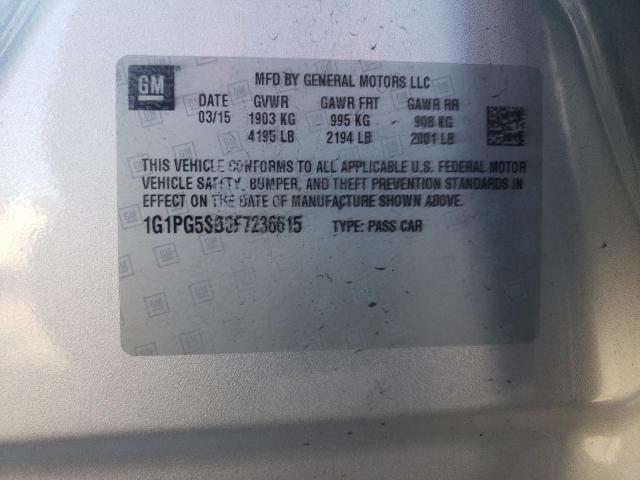 GM
MFD BY GENERAL MOTORS LLC
DATE GVWR GAWR FRT GAWR RR
03/15 1903 KG 995 KG 908 KG
4195 LB 2194 LB 2001 LB
THIS VEHICLE CONFORMS TO ALL APPLICABLE U.S. FEDERAL MOTOR
VEHICLE SAFETY, BUMPER, AND THEFT PREVENTION STANDARDS IN
EFFECT ON THE DATE OF MANUFACTURE SHOWN ABOVE.
TYPE: PASS CAR